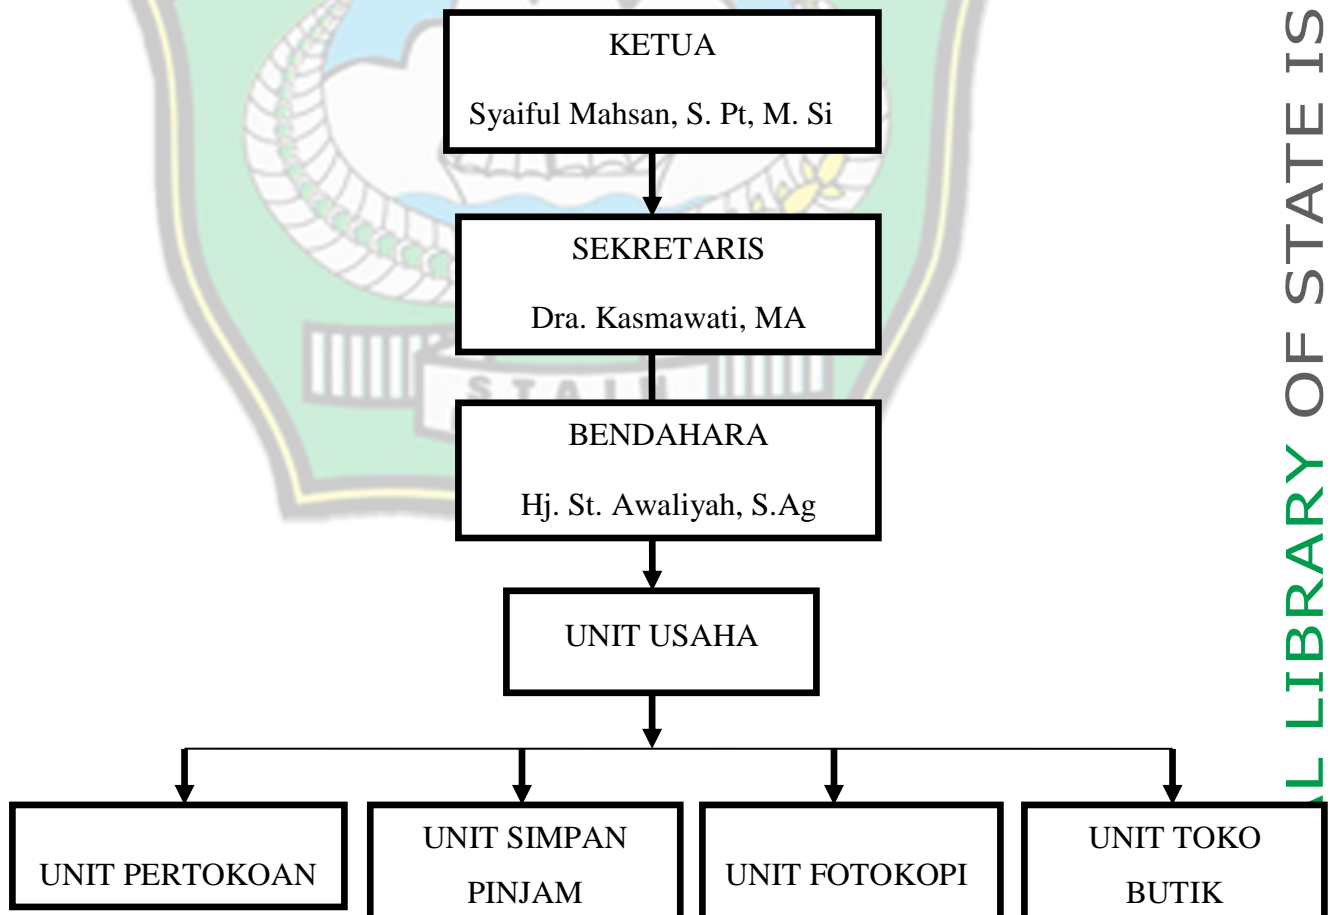 KETUA
Syaiful Mahsan, S. Pt, M. Si
SEKRETARIS
Dra. Kasmawati, MA
STAIN
BENDAHARA
Hj. St. Awaliyah, S.Ag
UNIT USAHA
UNIT PERTOKOAN
UNIT SIMPAN
PINJAM
UNIT FOTOKOPI
UNIT TOKO
BUTIK
LIBRARY OF STATE IS